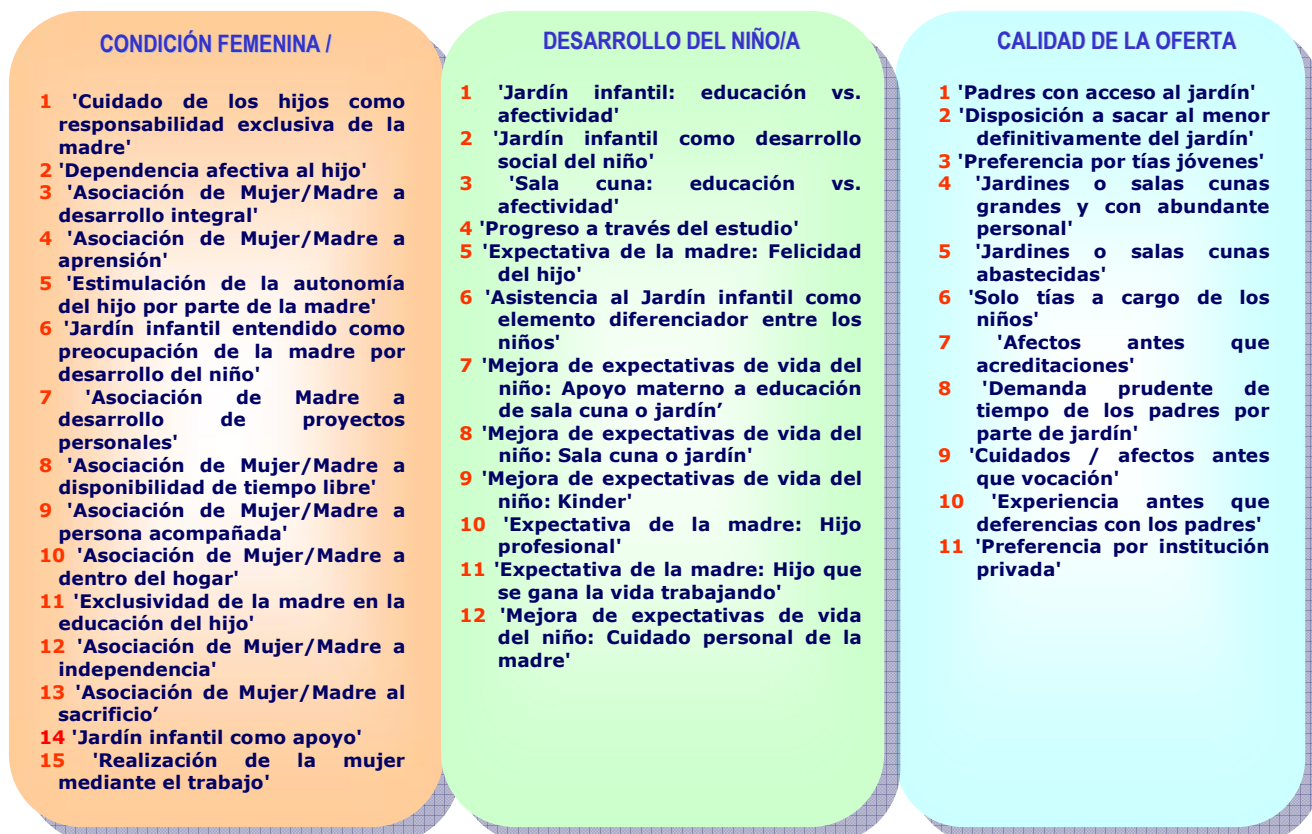 CONDICIÓN FEMENINA /
1 'Cuidado de los hijos como
responsabilidad exclusiva de la
madre'
2 'Dependencia afectiva al hijo'
3 'Asociación de Mujer/Madre a
desarrollo integral'
4 'Asociación de Mujer/Madre a
aprensión'
5 'Estimulación de la autonomía
del hijo por parte de la madre'
6 'Jardín infantil entendido como
preocupación de la madre por
desarrollo del niño'
7 'Asociación de Madre a
desarrollo de proyectos
personales'
8 'Asociación de Mujer/Madre a
disponibilidad de tiempo libre'
9 'Asociación de Mujer/Madre a
persona acompañada'
10 'Asociación de Mujer/Madre a
dentro del hogar'
11 'Exclusividad de la madre en la
educación del hijo'
12 'Asociación de Mujer/Madre a
independencia'
13 'Asociación de Mujer/Madre al
sacrificio’
14 'Jardín infantil como apoyo'
15 'Realización de la mujer
mediante el trabajo'
DESARROLLO DEL NIÑO/A
1 'Jardín infantil: educación vs.
afectividad'
2 'Jardín infantil como desarrollo
social del niño'
3 'Sala cuna: educación vs.
afectividad'
4 'Progreso a través del estudio'
5 'Expectativa de la madre: Felicidad
del hijo'
6 'Asistencia al Jardín infantil como
elemento diferenciador entre los
niños'
7 'Mejora de expectativas de vida del
niño: Apoyo materno a educación
de sala cuna o jardín’
8 'Mejora de expectativas de vida del
niño: Sala cuna o jardín'
9 'Mejora de expectativas de vida del
niño: Kinder'
10 'Expectativa de la madre: Hijo
profesional'
11 'Expectativa de la madre: Hijo que
se gana la vida trabajando'
12 'Mejora de expectativas de vida
del niño: Cuidado personal de la
madre'
CALIDAD DE LA OFERTA
1 'Padres con acceso al jardín'
2 'Disposición a sacar al menor
definitivamente del jardín'
3 'Preferencia por tías jóvenes'
4 'Jardines o salas cunas
grandes y con abundante
personal'
5 'Jardines o salas cunas
abastecidas'
6 'Solo tías a cargo de los
niños'
7 'Afectos antes que
acreditaciones'
8 'Demanda prudente de
tiempo de los padres por
parte de jardín'
9 'Cuidados / afectos antes
que vocación'
10 'Experiencia antes que
deferencias con los padres'
11 'Preferencia por institución
privada'